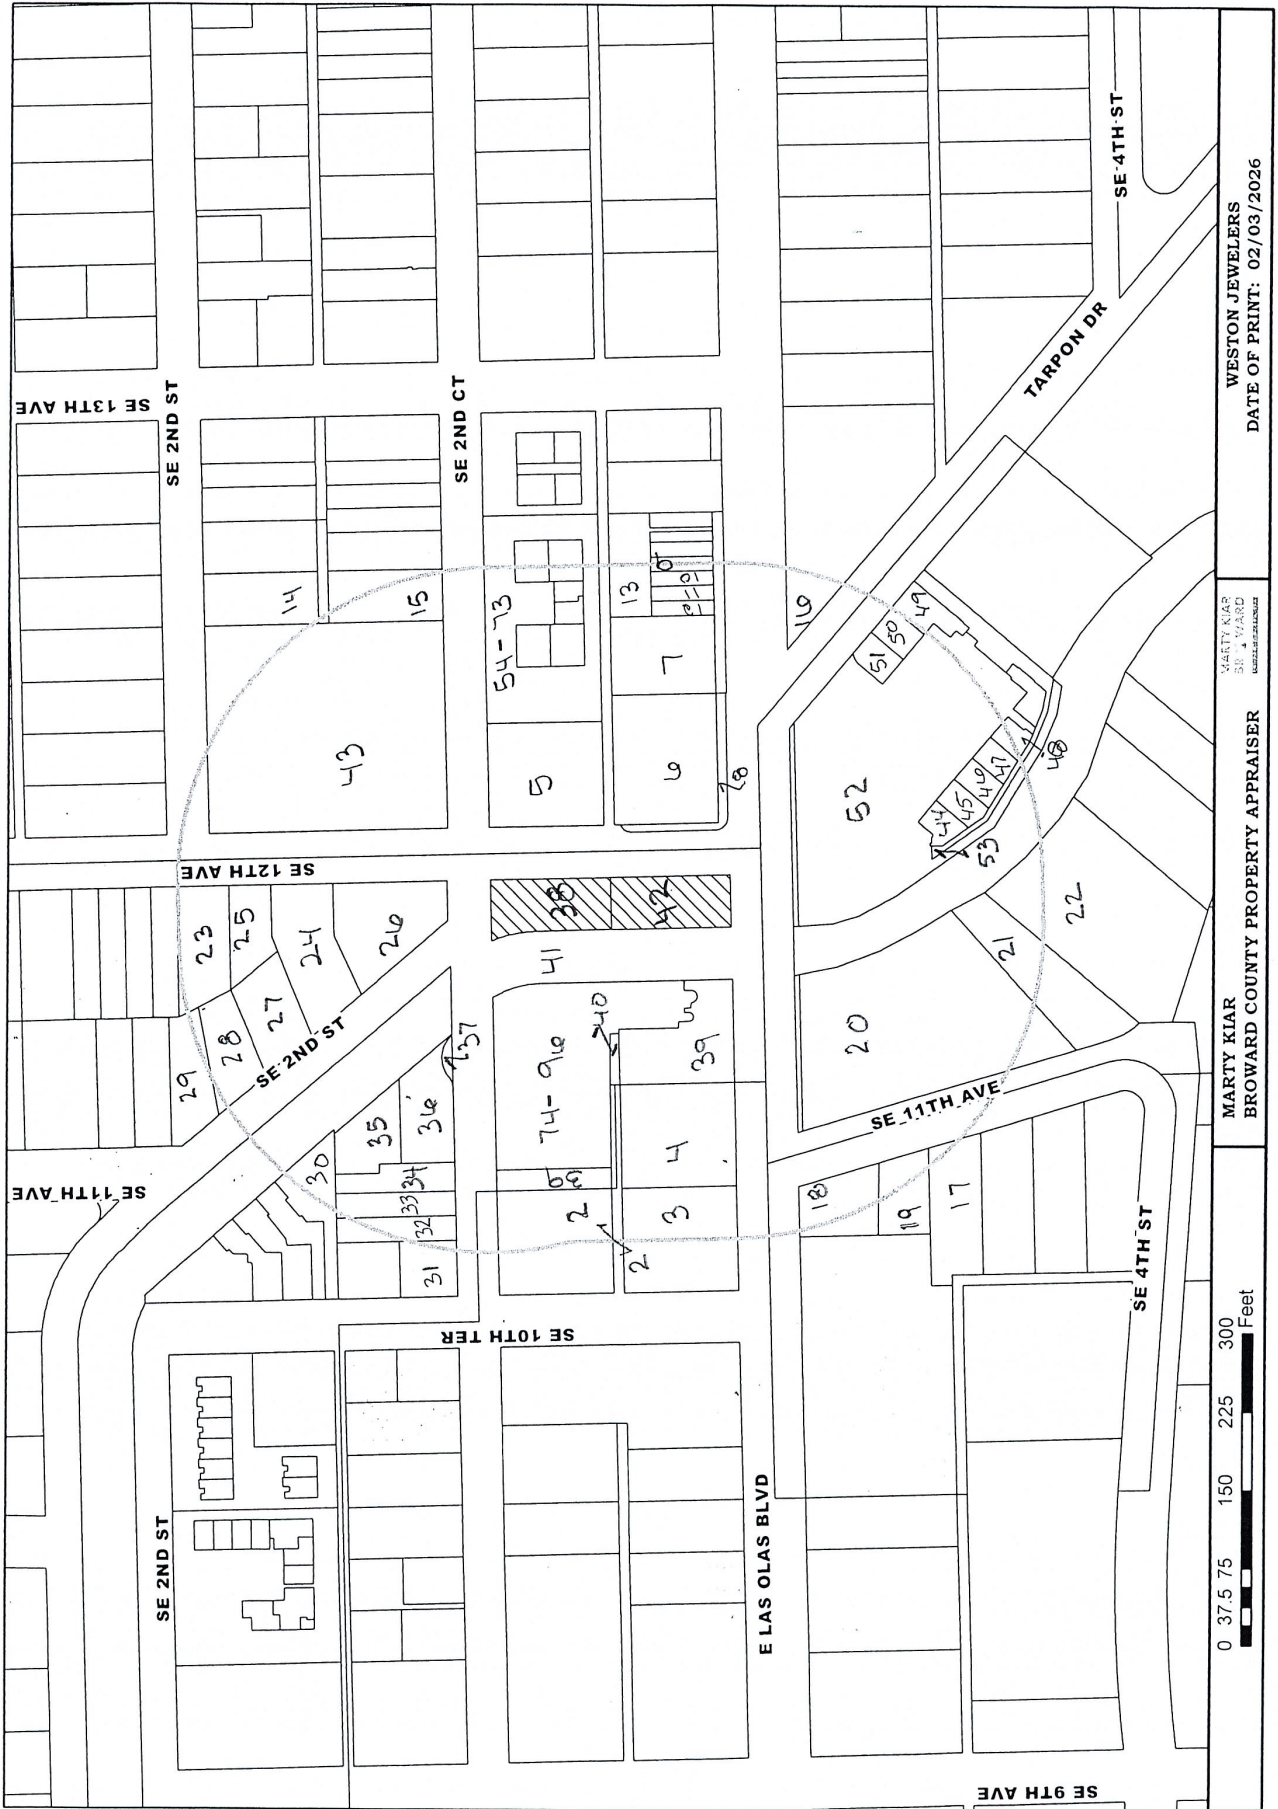 SE 13TH AVE
SE 12TH AVE
SE 11TH AVE
SE 10TH TER
SE 9TH AVE
SE 2ND ST
SE 2ND CT
SE 4TH ST
TARPON DR
SE 2ND ST
SE 11TH AVE
SE 4TH ST
SE 2ND ST
E LAS OLAS BLVD
14
43
15
54-73
5
13
7
6
8
16
49
50
51
52
44
45
46
47
48
53
22
21
20
23
25
24
26
27
28
29
38
42
41
40
39
37
74-96
36
35
30
34
33
32
31
4
3
2
2
18
19
17
0 37.5 75 150 225 300
Feet
MARTY KIAR
BROWARD COUNTY PROPERTY APPRAISER
MARTY KIAR
WESTON JEWELERS
DATE OF PRINT: 02/03/2026